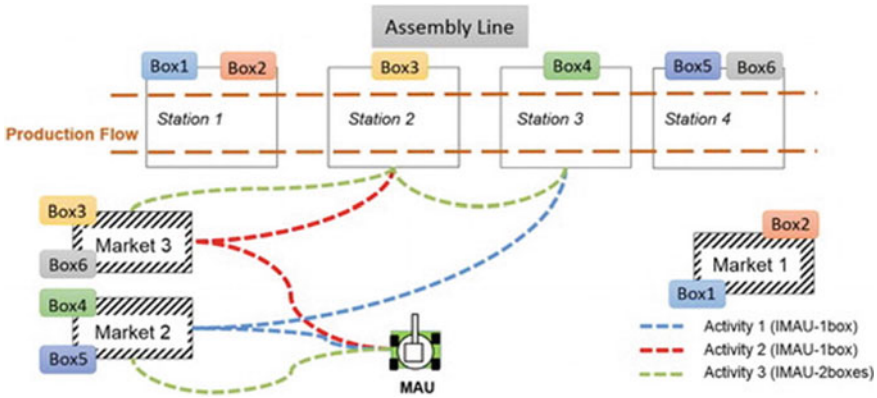 Assembly Line
Box1
Box2
Box3
Box4
Box5
Box6
Station 1
Station 2
Station 3
Station 4
Production Flow
Box3
Market 3
Box6
Box4
Market 2
Box5
MAU
Box2
Market 1
Box1
Activity 1 (IMAU-1box)
Activity 2 (IMAU-1box)
Activity 3 (IMAU-2boxes)